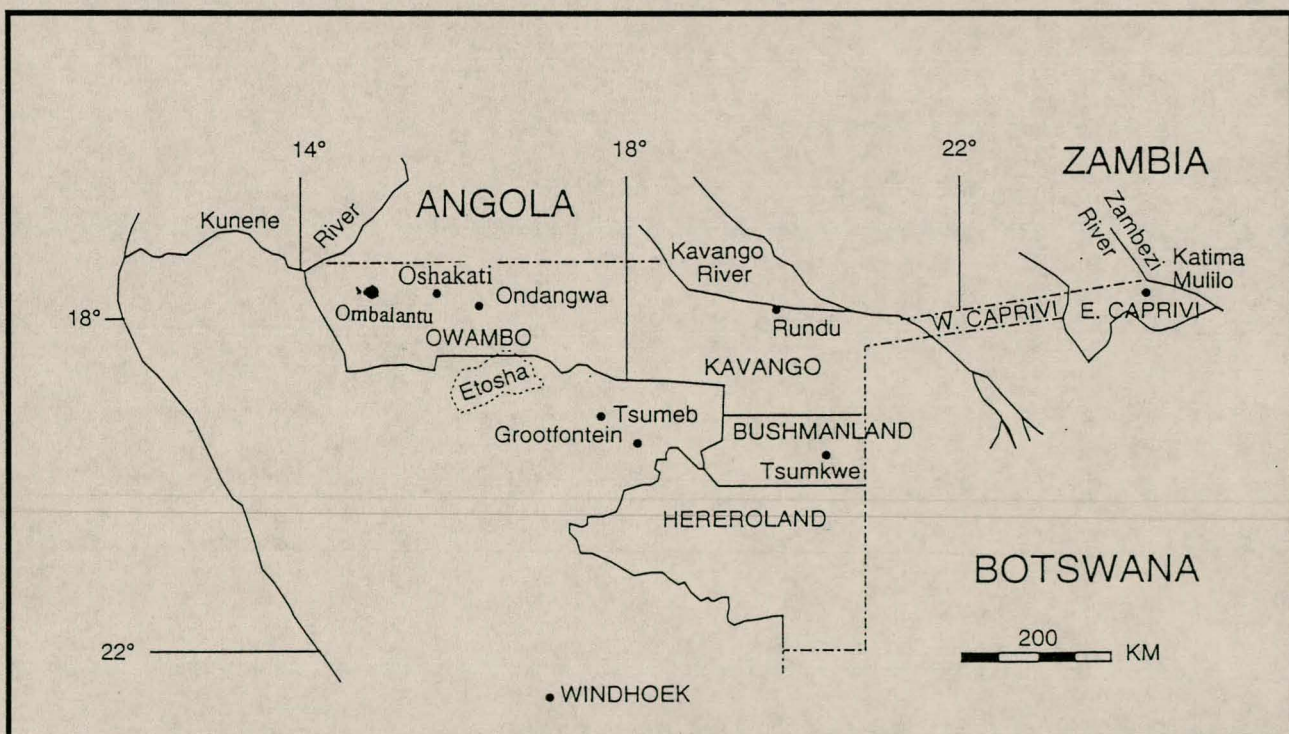 14°
18°
22°
ZAMBIA
ANGOLA
Kunene
River
Zambezi
River
Kavango
River
Katima
Mulilo
Oshakati
Ondangwa
Ombalantu
18°
Rundu
W. CAPRIVI
E. CAPRIVI
OWAMBO
KAVANGO
Etosha
Tsumeb
Grootfontein
BUSHMANLAND
Tsumkwe
HEREROLAND
BOTSWANA
200
KM
22°
WINDHOEK